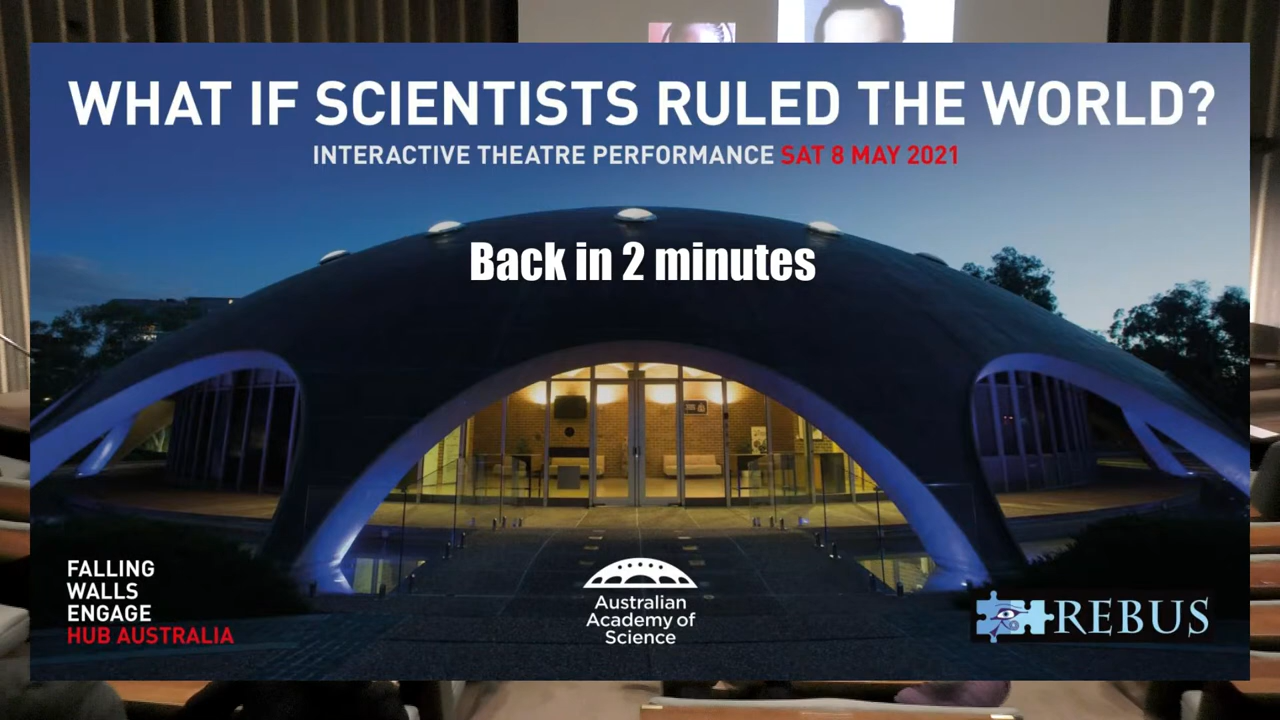 WHAT IF SCIENTISTS RULED THE WORLD?
INTERACTIVE THEATRE PERFORMANCE SAT 8 MAY 2021
Back in 2 minutes
FALLING
WALLS
ENGAGE
HUB AUSTRALIA
Australian
Academy of
Science
REBUS